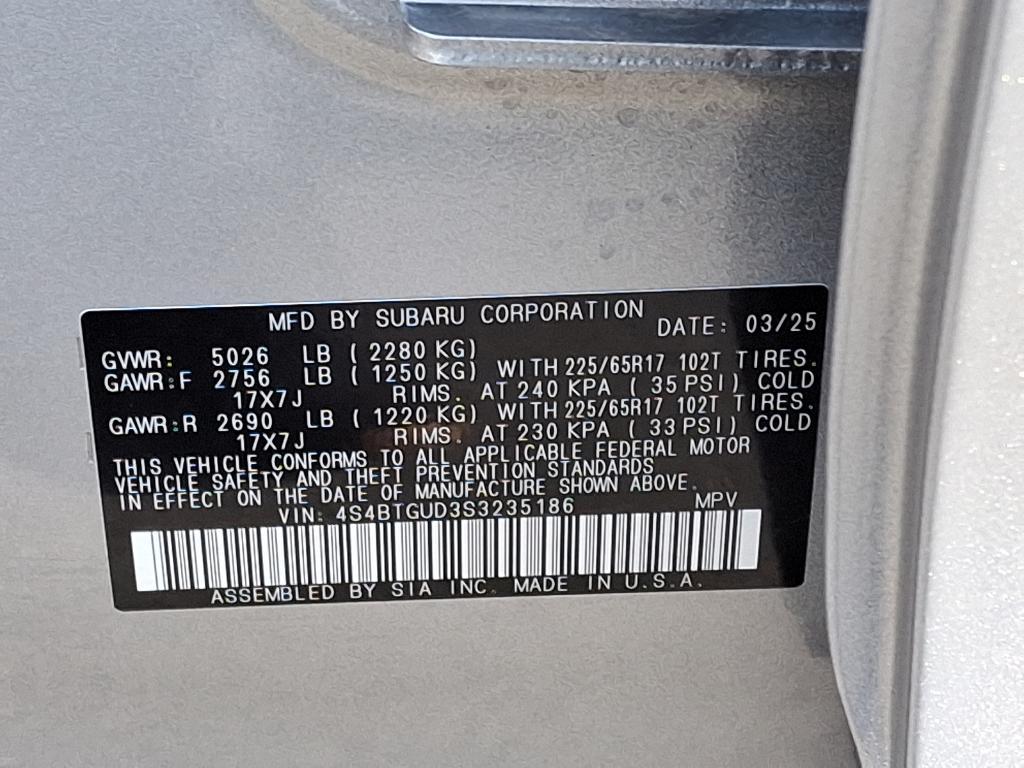 MFD BY SUBARU CORPORATION DATE: 03/25
GVWR: 5026 LB ( 2280 KG)
GAWR:F 2756 LB ( 1250 KG) WITH 225/65R17 102T TIRES.
17X7J RIMS. AT 240 KPA ( 35 PSI) COLD
GAWR:R 2690 LB ( 1220 KG) WITH 225/65R17 102T TIRES.
17X7J RIMS. AT 230 KPA ( 33 PSI) COLD
THIS VEHICLE CONFORMS TO ALL APPLICABLE FEDERAL MOTOR
VEHICLE SAFETY AND THEFT PREVENTION STANDARDS
IN EFFECT ON THE DATE OF MANUFACTURE SHOWN ABOVE.
VIN: 4S4BTGUD3S3235186 MPV
ASSEMBLED BY SIA INC. MADE IN U.S.A.